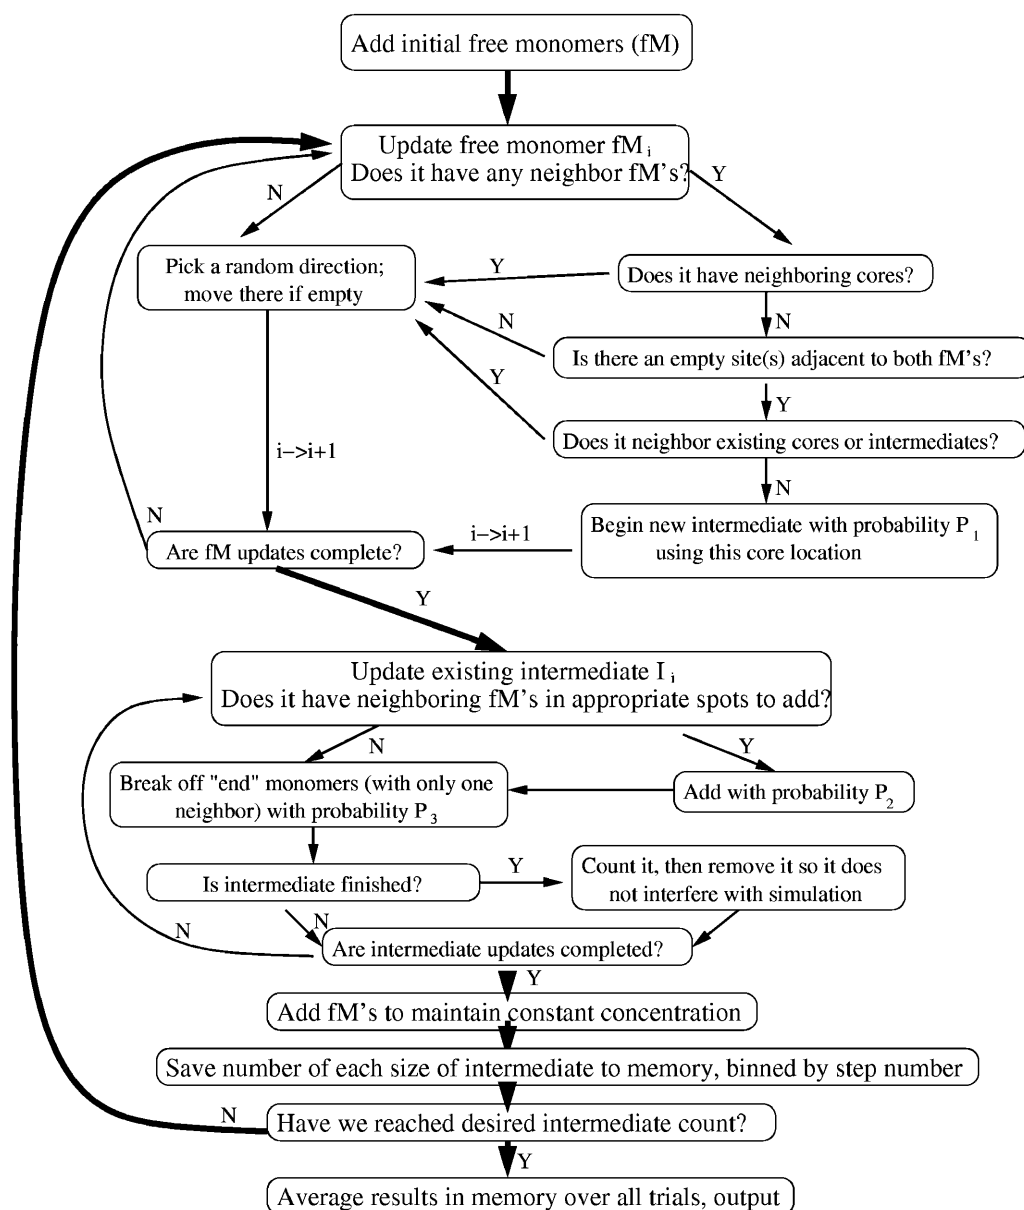 Add initial free monomers (fM)
Update free monomer fM i
Does it have any neighbor fM's?
N
Y
Pick a random direction;
move there if empty
Y
Does it have neighboring cores?
N
N
Is there an empty site(s) adjacent to both fM's?
Y
Y
Does it neighbor existing cores or intermediates?
i->i+1
N
N
Begin new intermediate with probability P 1
using this core location
i->i+1
Are fM updates complete?
Y
Update existing intermediate I i
Does it have neighboring fM's in appropriate spots to add?
N
Y
Break off "end" monomers (with only one
neighbor) with probability P 3
Add with probability P 2
Is intermediate finished?
Y
Count it, then remove it so it does
not interfere with simulation
N
N
Are intermediate updates completed?
Y
Add fM's to maintain constant concentration
Save number of each size of intermediate to memory, binned by step number
N
Have we reached desired intermediate count?
Y
Average results in memory over all trials, output